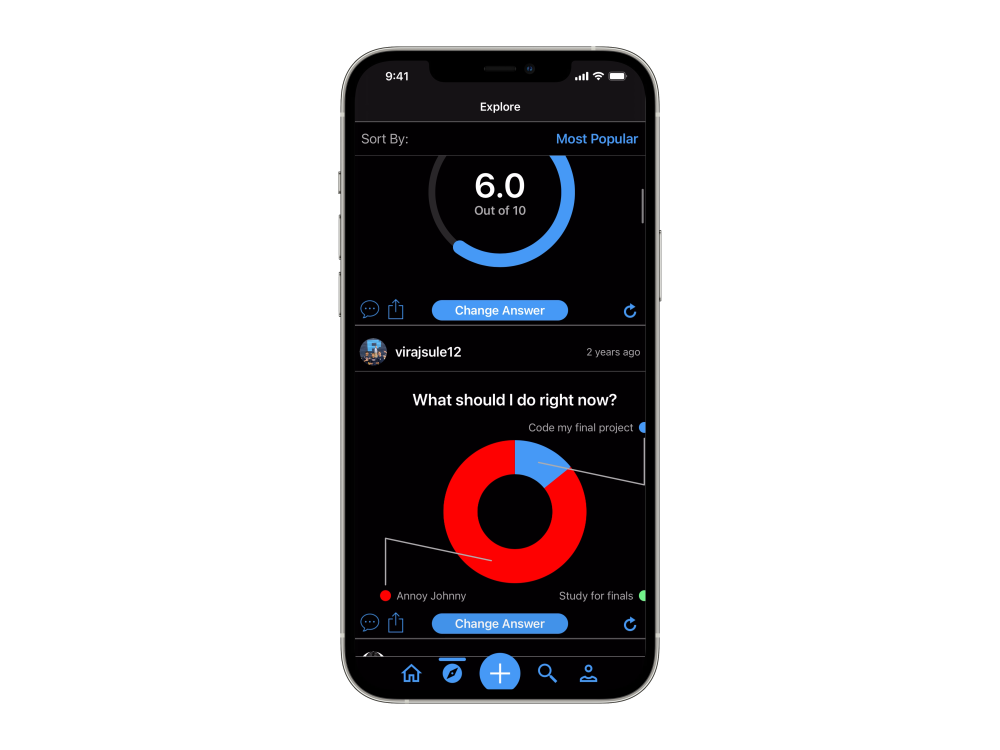 9:41
Explore
Sort By:
Most Popular
6.0
Out of 10
Change Answer
virajsule12
2 years ago
What should I do right now?
Code my final project
Annoy Johnny
Study for finals
Change Answer